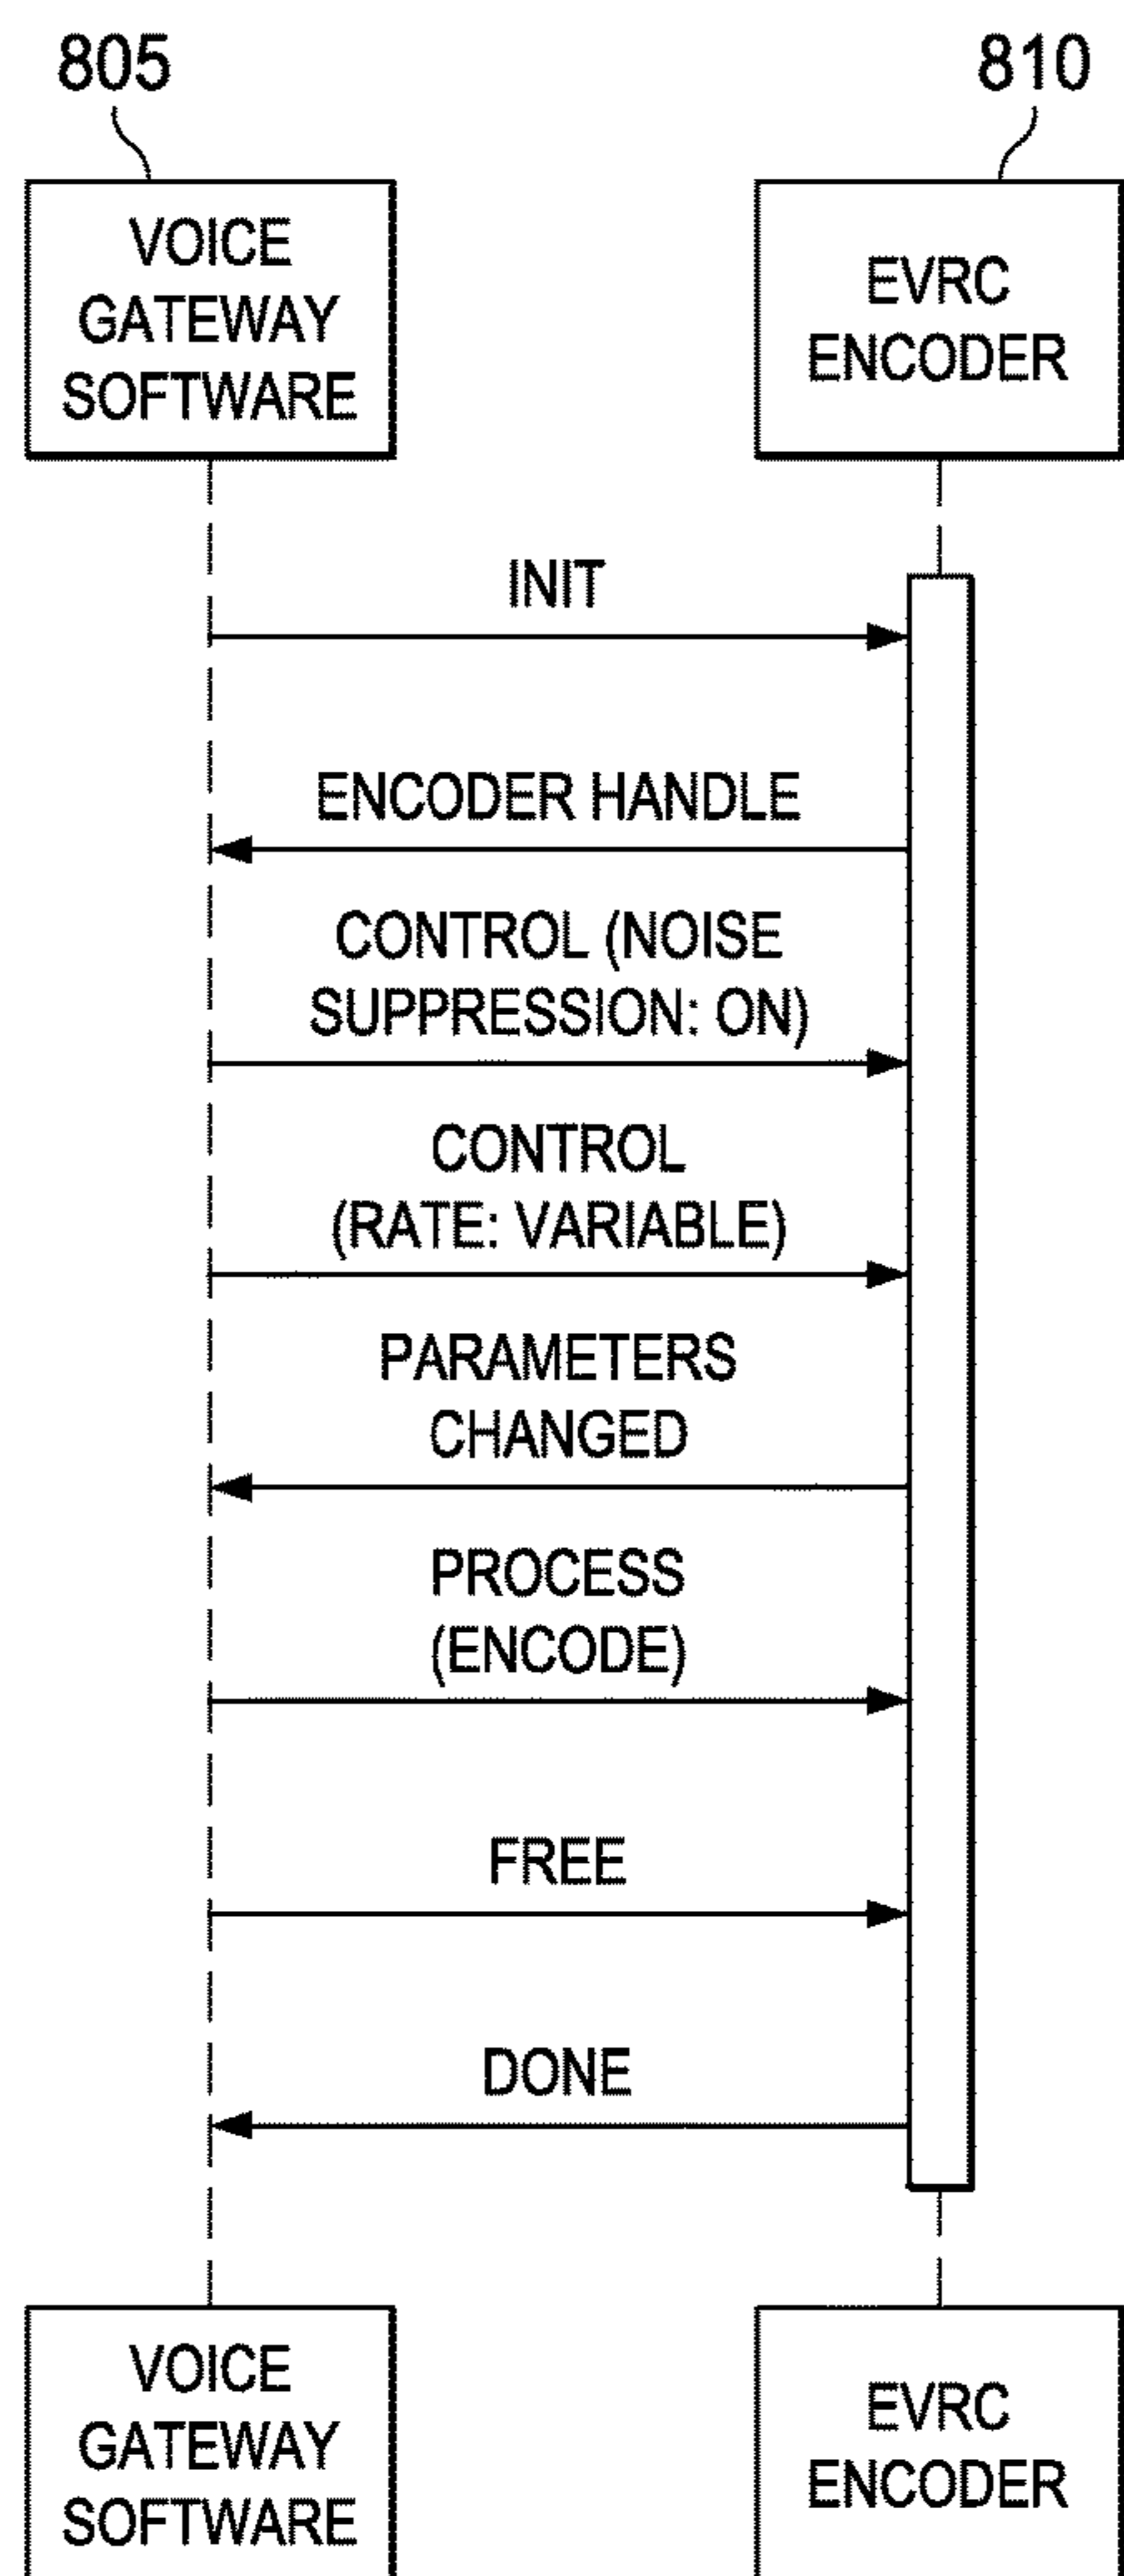 805
810
VOICE
GATEWAY
SOFTWARE
EVRC
ENCODER
INIT
ENCODER HANDLE
CONTROL (NOISE
SUPPRESSION: ON)
CONTROL
(RATE: VARIABLE)
PARAMETERS
CHANGED
PROCESS
(ENCODE)
FREE
DONE
VOICE
GATEWAY
SOFTWARE
EVRC
ENCODER